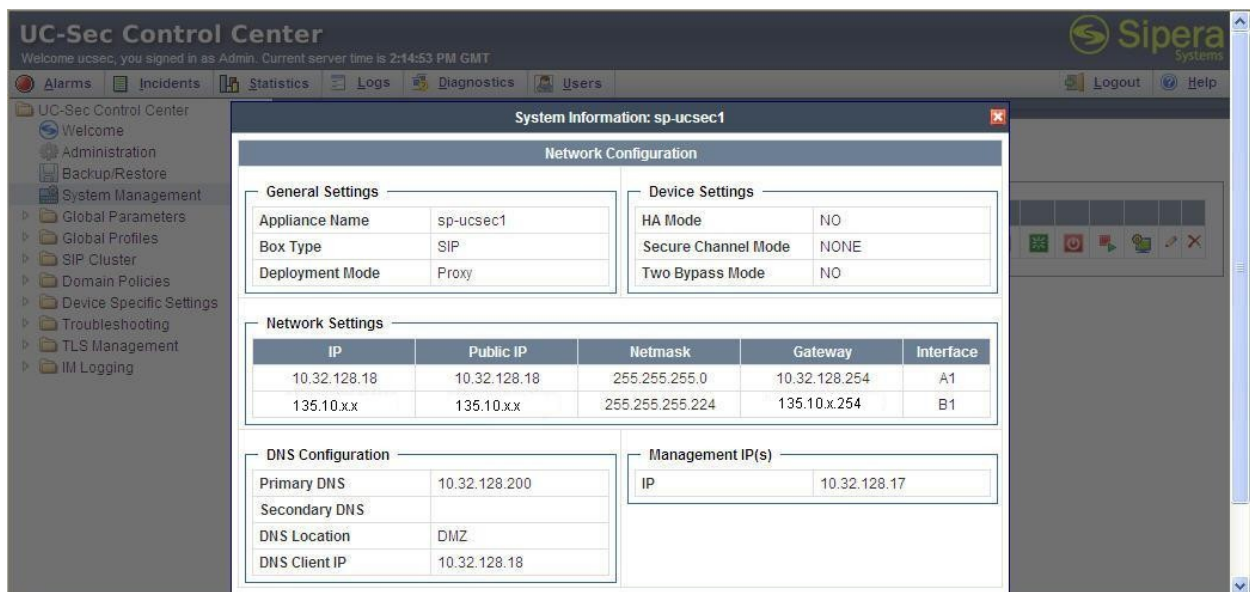 UC-Sec Control Center
Welcome ucsec, you signed in as Admin. Current server time is 2:14:53 PM GMT
Sipera
Systems
Alarms Incidents Statistics Logs Diagnostics Users Logout Help
UC-Sec Control Center
Welcome
Administration
Backup/Restore
System Management
Global Parameters
Global Profiles
SIP Cluster
Domain Policies
Device Specific Settings
Troubleshooting
TLS Management
IM Logging
System Information: sp-ucsec1
Network Configuration
General Settings
Appliance Name sp-ucsec1
Box Type SIP
Deployment Mode Proxy
Device Settings
HA Mode NO
Secure Channel Mode NONE
Two Bypass Mode NO
Network Settings
IP Public IP Netmask Gateway Interface
10.32.128.18 10.32.128.18 255.255.255.0 10.32.128.254 A1
135.10.x.x 135.10.x.x 255.255.255.224 135.10.x.254 B1
DNS Configuration
Primary DNS 10.32.128.200
Secondary DNS
DNS Location DMZ
DNS Client IP 10.32.128.18
Management IP(s)
IP 10.32.128.17